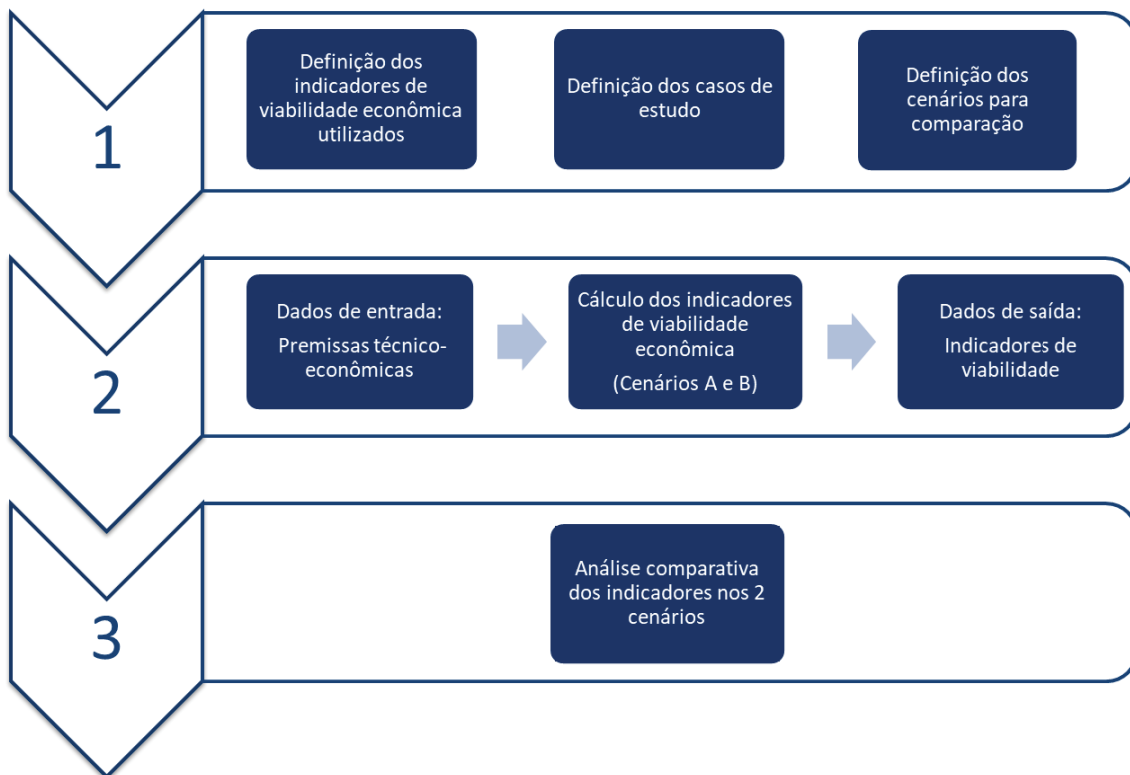 1
Definição dos
indicadores de
viabilidade econômica
utilizados
Definição dos casos de
estudo
Definição dos
cenários para
comparação
2
Dados de entrada:
Premissas técnico-
econômicas
Cálculo dos indicadores
de viabilidade
econômica
(Cenários A e B)
Dados de saída:
Indicadores de
viabilidade
3
Análise comparativa
dos indicadores nos 2
cenários